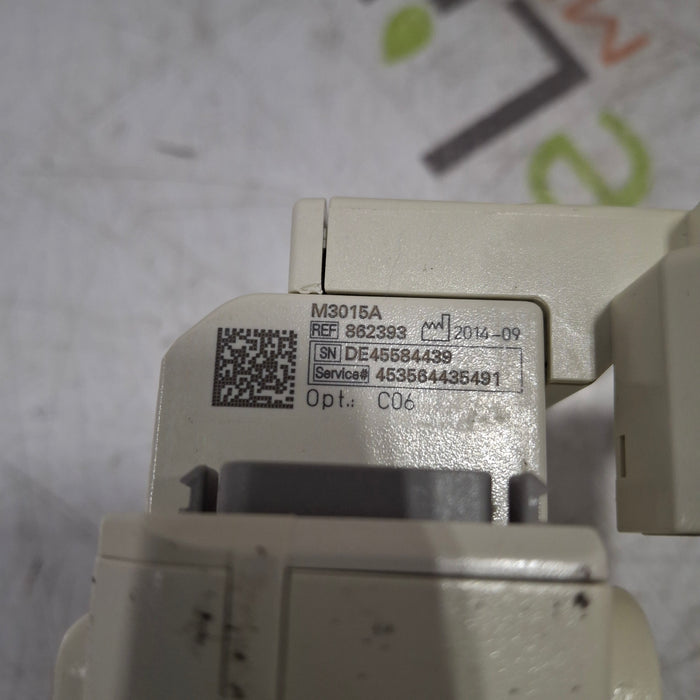 M3015A
REF 862393 2014-09
SN DE45584439
Service# 453564435491
Opt.: C06